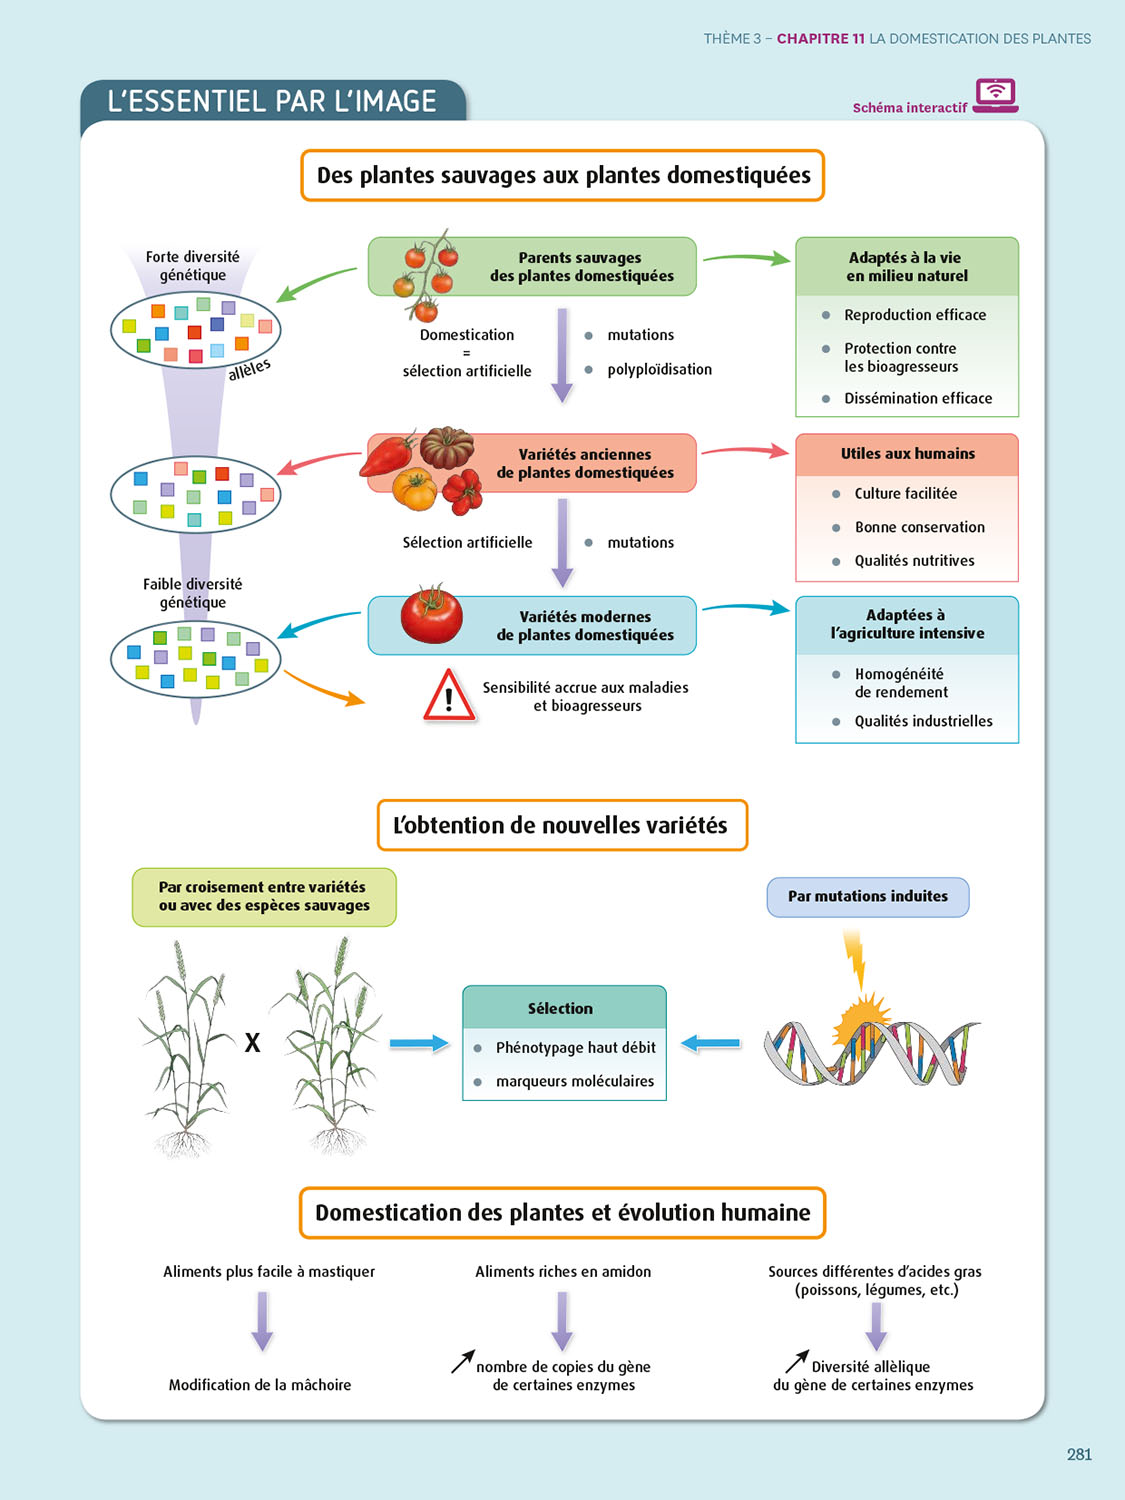 THÈME 3 – CHAPITRE 11 LA DOMESTICATION DES PLANTES
L'ESSENTIEL PAR L'IMAGE
Schéma interactif
Des plantes sauvages aux plantes domestiquées
Forte diversité
génétique
allèles
Parents sauvages
des plantes domestiquées
Adaptés à la vie
en milieu naturel
Reproduction efficace
Protection contre
les bioagresseurs
Dissémination efficace
Domestication
=
sélection artificielle
mutations
polyploïdisation
Variétés anciennes
de plantes domestiquées
Utiles aux humains
Culture facilitée
Bonne conservation
Qualités nutritives
Sélection artificielle
mutations
Faible diversité
génétique
Variétés modernes
de plantes domestiquées
Adaptées à
l'agriculture intensive
Homogénéité
de rendement
Qualités industrielles
!
Sensibilité accrue aux maladies
et bioagresseurs
L'obtention de nouvelles variétés
Par croisement entre variétés
ou avec des espèces sauvages
Par mutations induites
X
Sélection
Phénotypage haut débit
marqueurs moléculaires
Domestication des plantes et évolution humaine
Aliments plus facile à mastiquer
Modification de la mâchoire
Aliments riches en amidon
nombre de copies du gène
de certaines enzymes
Sources différentes d'acides gras
(poissons, légumes, etc.)
Diversité allèlique
du gène de certaines enzymes
281